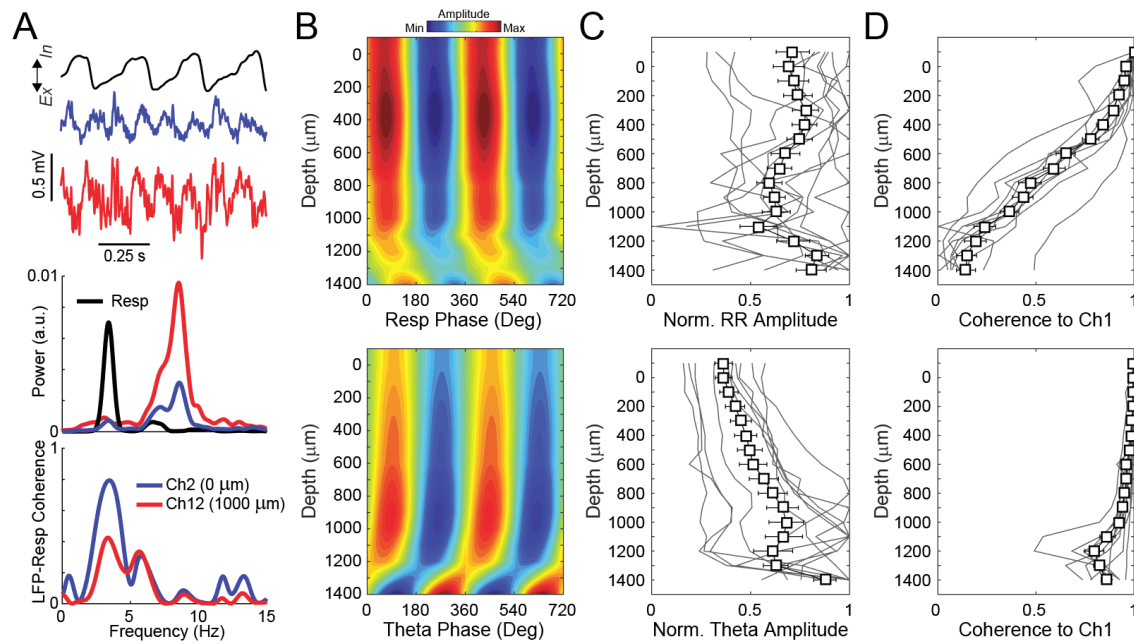 A
In
Ex
0.5 mV
0.25 s
0.01
Resp
Power (a.u.)
0
1
Ch2 (0 μm)
Ch12 (1000 μm)
LFP-Resp Coherence
0
0 5 10 15
Frequency (Hz)
B
Amplitude
Min Max
0
200
400
600
800
1000
1200
1400
Depth (μm)
0 180 360 540 720
Resp Phase (Deg)
0
200
400
600
800
1000
1200
1400
Depth (μm)
0 180 360 540 720
Theta Phase (Deg)
C
0
200
400
600
800
1000
1200
1400
Depth (μm)
0 0.5 1
Norm. RR Amplitude
0
200
400
600
800
1000
1200
1400
Depth (μm)
0 0.5 1
Norm. Theta Amplitude
D
0
200
400
600
800
1000
1200
1400
Depth (μm)
0 0.5 1
Coherence to Ch1
0
200
400
600
800
1000
1200
1400
Depth (μm)
0 0.5 1
Coherence to Ch1